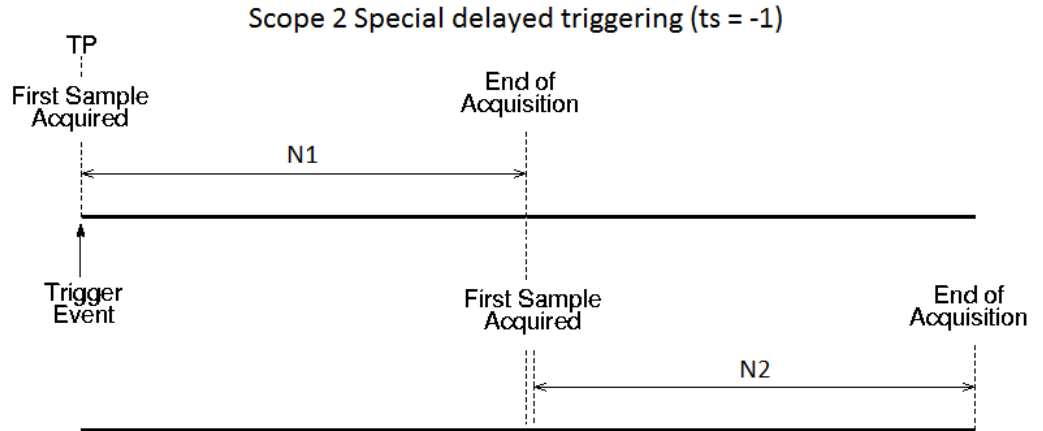 Scope 2 Special delayed triggering (ts = -1)
TP
First Sample
Acquired
End of
Acquisition
N1
Trigger
Event
First Sample
Acquired
End of
Acquisition
N2